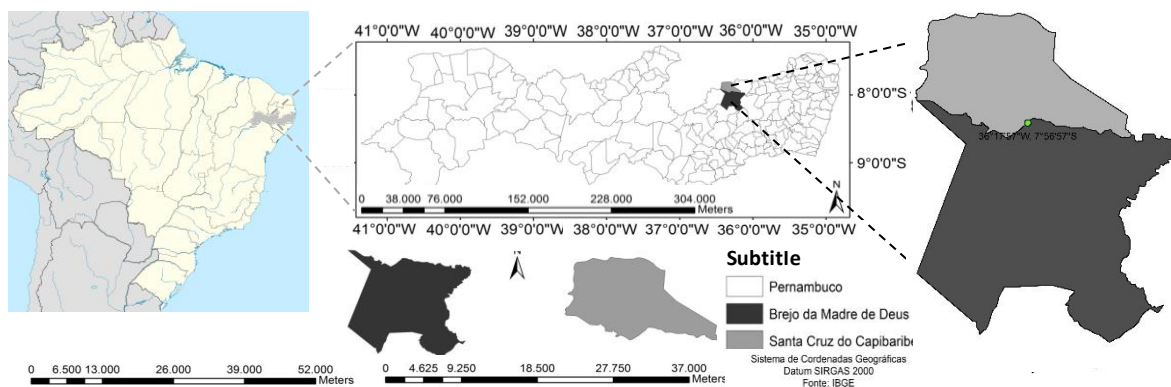 41°0'0"W 40°0'0"W 39°0'0"W 38°0'0"W 37°0'0"W 36°0'0"W 35°0'0"W
8°0'0"S
9°0'0"S
N
0 38.000 76.000 152.000 228.000 304.000
Meters
41°0'0"W 40°0'0"W 39°0'0"W 38°0'0"W 37°0'0"W 36°0'0"W 35°0'0"W
36°17'57"W, 7°56'57"S
N
Subtitle
Pernambuco
Brejo da Madre de Deus
Santa Cruz do Capibaribe
Sistema de Cordenadas Geográficas
Datum SIRGAS 2000
Fonte: IBGE
0 6.500 13.000 26.000 39.000 52.000
Meters
0 4.625 9.250 18.500 27.750 37.000
Meters